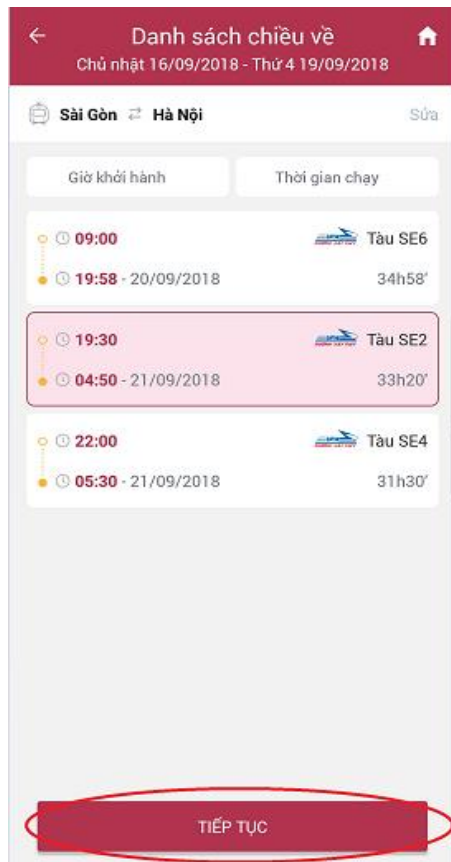 Danh sách chiều về
Chủ nhật 16/09/2018 - Thứ 4 19/09/2018
Sài Gòn ⇄ Hà Nội Sửa
Giờ khởi hành Thời gian chạy
09:00 Tàu SE6
19:58 - 20/09/2018 34h58'
19:30 Tàu SE2
04:50 - 21/09/2018 33h20'
22:00 Tàu SE4
05:30 - 21/09/2018 31h30'
TIẾP TỤC